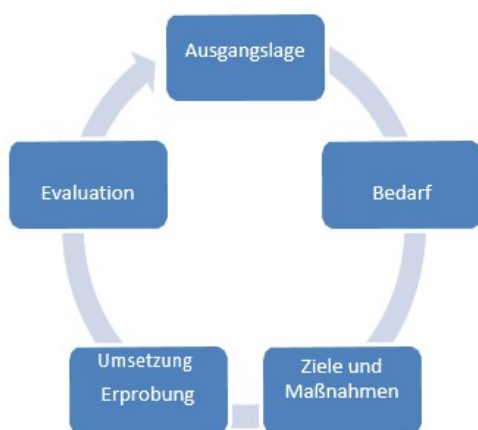 Ausgangslage
Bedarf
Ziele und
Maßnahmen
Umsetzung
Erprobung
Evaluation